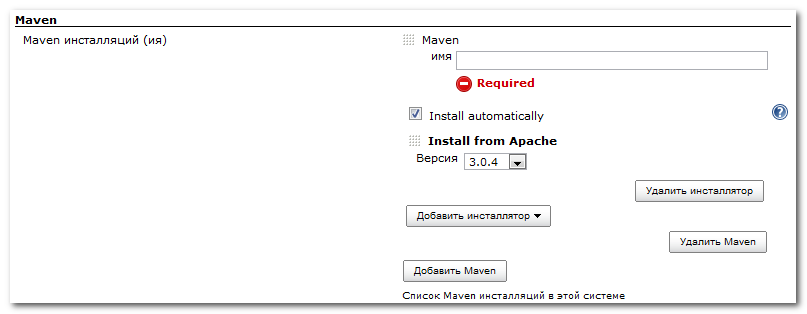 Maven
Maven инсталляций (ия)
Maven
имя
Required
Install automatically
Install from Apache
Версия 3.0.4
Удалить инсталлятор
Добавить инсталлятор
Удалить Maven
Добавить Maven
Список Maven инсталляций в этой системе